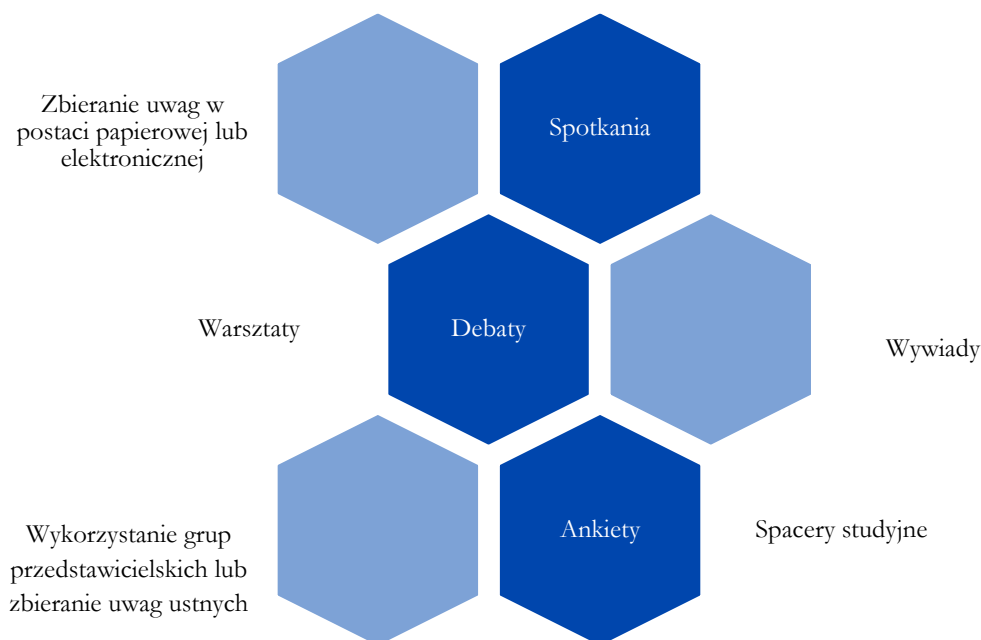 Zbieranie uwag w
postaci papierowej lub
elektronicznej
Spotkania
Warsztaty
Debaty
Wywiady
Wykorzystanie grup
przedstawicielskich lub
zbieranie uwag ustnych
Ankiety
Spacery studyjne